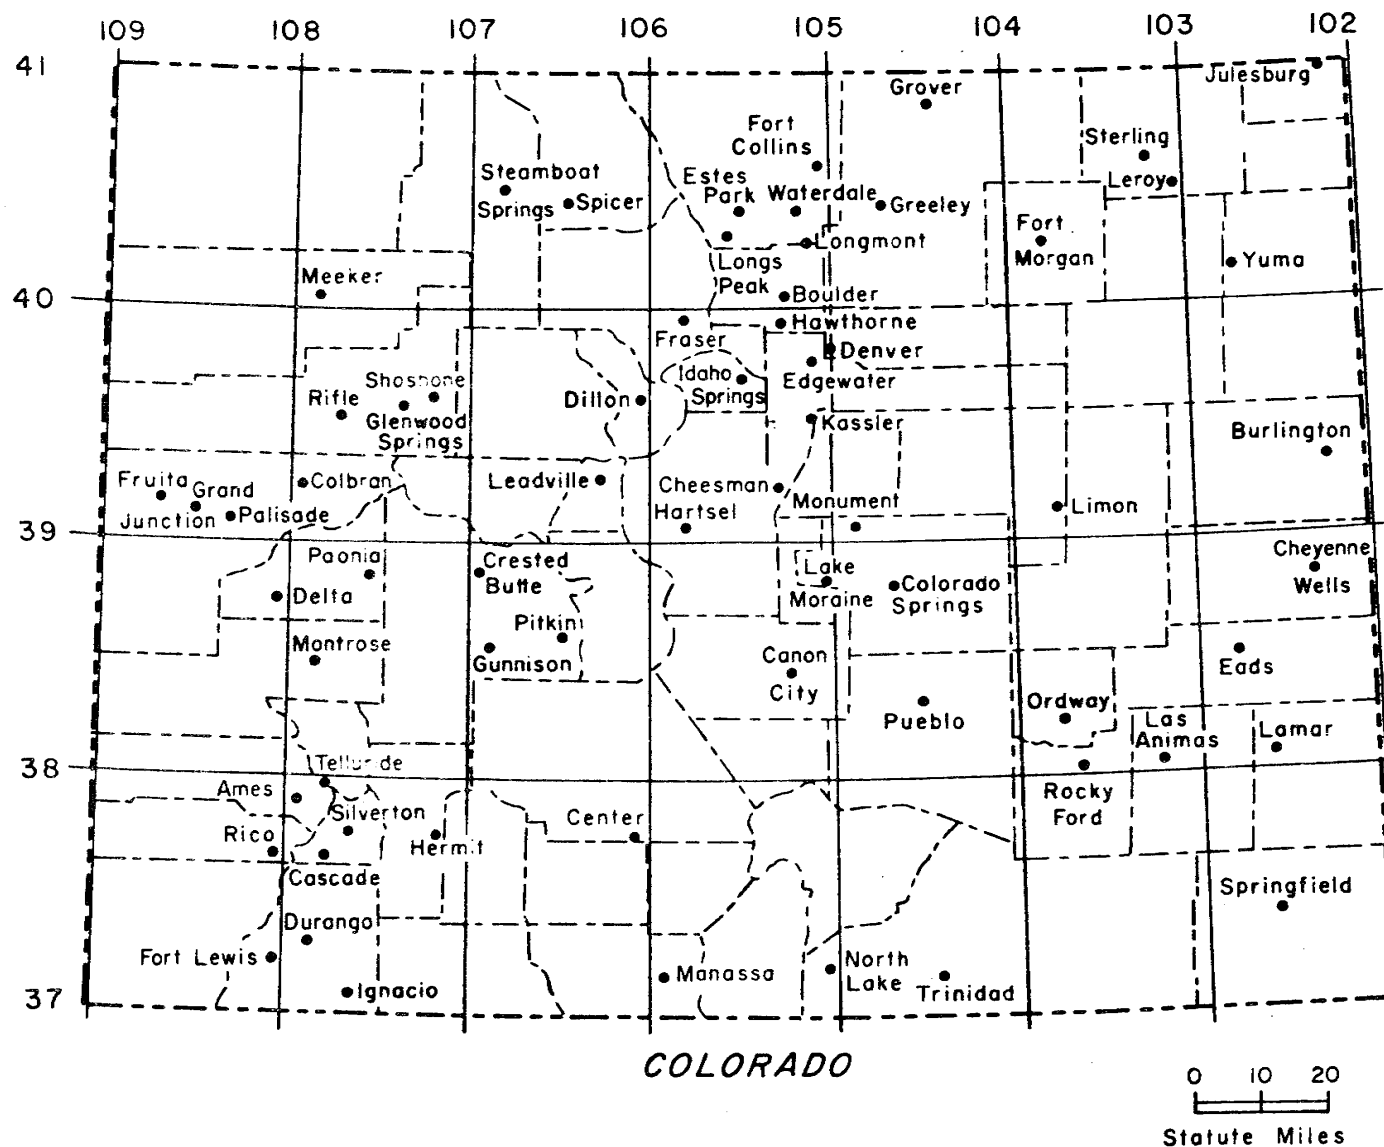 109 108 107 106 105 104 103 102
41
Julesburg
Grover
Fort
Collins
Sterling
Steamboat
Springs
Spicer
Estes
Park
Waterdale
Leroy
Greeley
Fort
Morgan
Longmont
Yuma
Longs
Peak
Meeker
40
Boulder
Hawthorne
Fraser
Denver
Shoshone
Idaho
Springs
Edgewater
Rifle
Dillon
Glenwood
Springs
Kassler
Burlington
Fruita
Grand
Junction
Palisade
Colbran
Leadville
Cheesman
Hartsel
Monument
Limon
39
Paonia
Crested
Butte
Lake
Moraine
Colorado
Springs
Cheyenne
Wells
Delta
Pitkin
Montrose
Gunnison
Canon
City
Eads
Pueblo
Ordway
Las
Animas
Lamar
38
Telluride
Ames
Silverton
Rocky
Ford
Rico
Hermit
Center
Cascade
Springfield
Durango
Fort Lewis
Manassa
North
Lake
Trinidad
Ignacio
37
COLORADO
0 10 20
Statute Miles